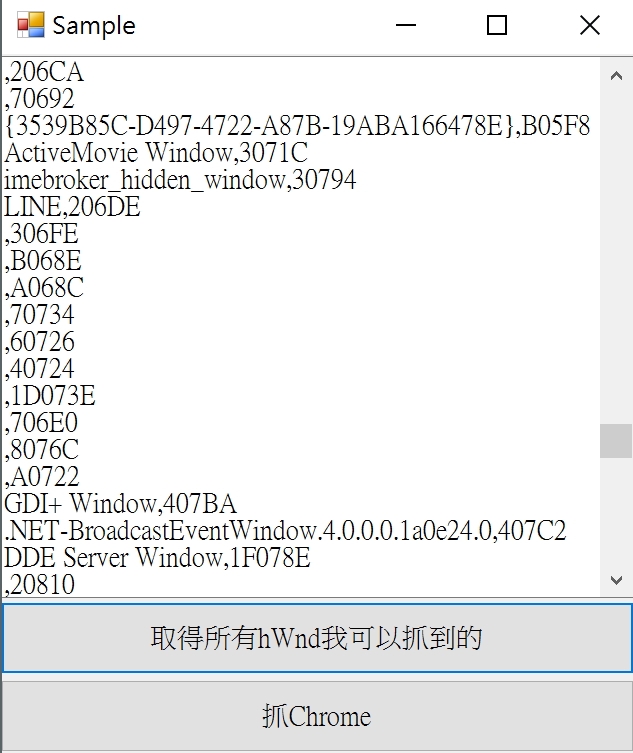 Sample
,206CA
,70692
{3539B85C-D497-4722-A87B-19ABA166478E},B05F8
ActiveMovie Window,3071C
imebroker_hidden_window,30794
LINE,206DE
,306FE
,B068E
,A068C
,70734
,60726
,40724
,1D073E
,706E0
,8076C
,A0722
GDI+ Window,407BA
.NET-BroadcastEventWindow.4.0.0.0.1a0e24.0,407C2
DDE Server Window,1F078E
,20810
取得所有hWnd我可以抓到的
抓Chrome